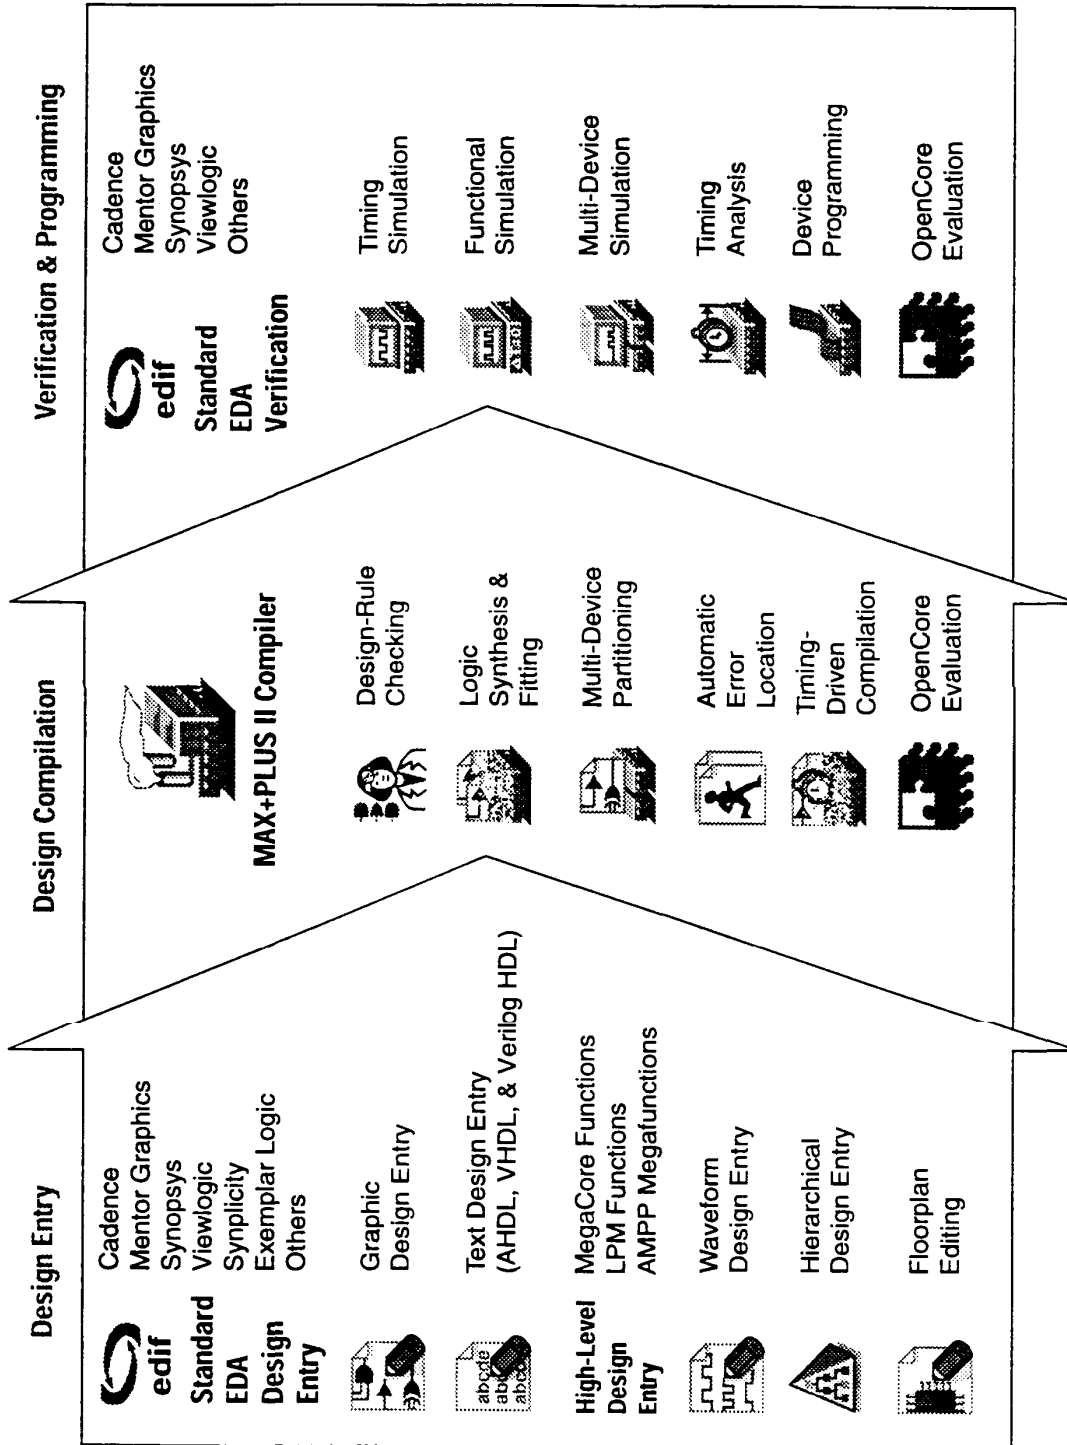 Design Entry
edif
Standard
EDA
Design
Entry
Cadence
Mentor Graphics
Synopsys
Viewlogic
Synplicity
Exemplar Logic
Others
Graphic
Design Entry
abcde
abcde
abcde
Text Design Entry
(AHDL, VHDL, & Verilog HDL)
High-Level
Design
Entry
MegaCore Functions
LPM Functions
AMPP Megafunctions
Waveform
Design Entry
Hierarchical
Design Entry
Floorplan
Editing
Design Compilation
MAX+PLUS II Compiler
Design-Rule
Checking
Logic
Synthesis &
Fitting
Multi-Device
Partitioning
Automatic
Error
Location
Timing-
Driven
Compilation
OpenCore
Evaluation
Verification & Programming
edif
Standard
EDA
Verification
Cadence
Mentor Graphics
Synopsys
Viewlogic
Others
Timing
Simulation
Functional
Simulation
Multi-Device
Simulation
Timing
Analysis
Device
Programming
OpenCore
Evaluation